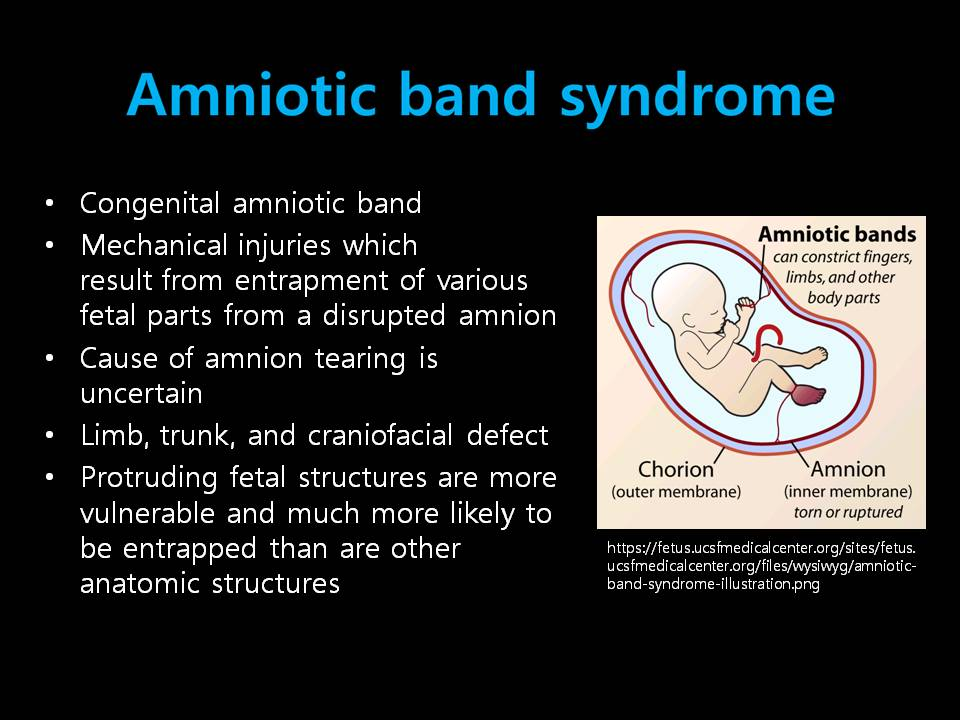 Amniotic band syndrome
• Congenital amniotic band
• Mechanical injuries which
result from entrapment of various
fetal parts from a disrupted amnion
• Cause of amnion tearing is
uncertain
• Limb, trunk, and craniofacial defect
• Protruding fetal structures are more
vulnerable and much more likely to
be entrapped than are other
anatomic structures
Amniotic bands
can constrict fingers,
limbs, and other
body parts
Chorion
(outer membrane)
Amnion
(inner membrane)
torn or ruptured
https://fetus.ucsfmedicalcenter.org/sites/fetus.
ucsfmedicalcenter.org/files/wysiwyg/amniotic-
band-syndrome-illustration.png